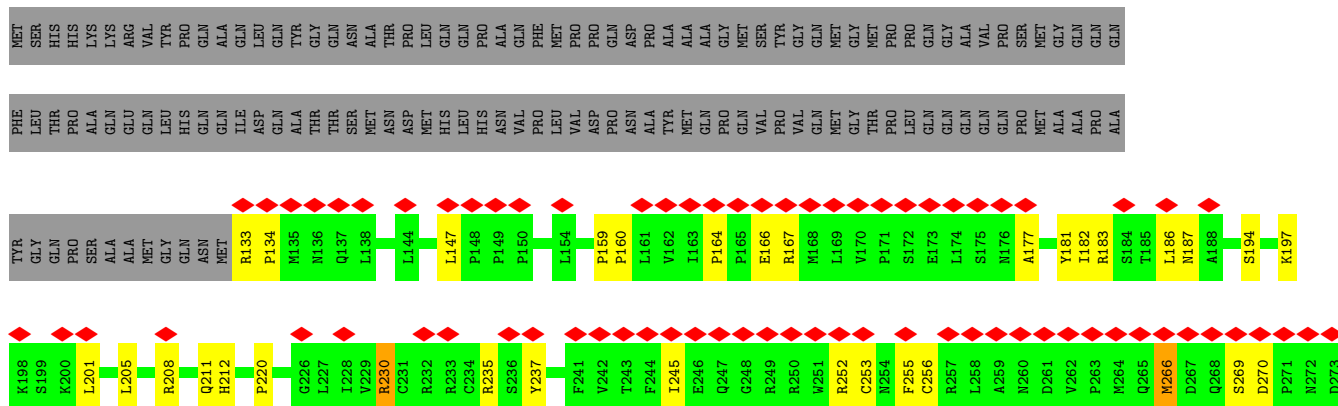 MET SER HIS HIS LYS LYS ARG VAL TYR PRO GLN ALA GLN LEU GLN TYR GLY GLN ASN ALA THR PRO LEU GLN GLN PRO ALA GLN PHE MET PRO PRO GLN ASP PRO ALA ALA ALA GLY MET SER TYR GLY GLN MET GLY MET PRO PRO GLN GLY ALA VAL PRO SER MET GLY GLN GLN GLN
PHE LEU THR PRO ALA GLN GLU GLN LEU HIS GLN GLN ILE ASP GLN ALA THR THR SER MET ASN ASP MET HIS LEU HIS ASN VAL PRO LEU VAL ASP PRO ASN ALA TYR MET GLN PRO GLN VAL PRO VAL GLN MET GLY THR PRO LEU GLN GLN GLN GLN GLN PRO MET ALA ALA PRO ALA
TYR GLY GLN PRO SER ALA ALA MET GLY GLN ASN MET R133 P134 M135 N136 Q137 L138 L144 L147 P148 P149 P150 L154 P159 P160 L161 V162 I163 P164 P165 E166 R167 M168 L169 V170 P171 S172 E173 L174 S175 N176 A177 Y181 I182 R183 S184 T185 L186 N187 A188 S194 K197
K198 S199 K200 L201 L205 R208 Q211 H212 P220 G226 L227 I228 V229 R230 C231 R232 R233 C234 R235 S236 Y237 F241 V242 T243 F244 I245 E246 Q247 G248 R249 R250 W251 R252 C253 N254 F255 C256 R257 L258 A259 N260 D261 V262 P263 M264 Q265 M266 D267 Q268 S269 D270 P271 N272 D273